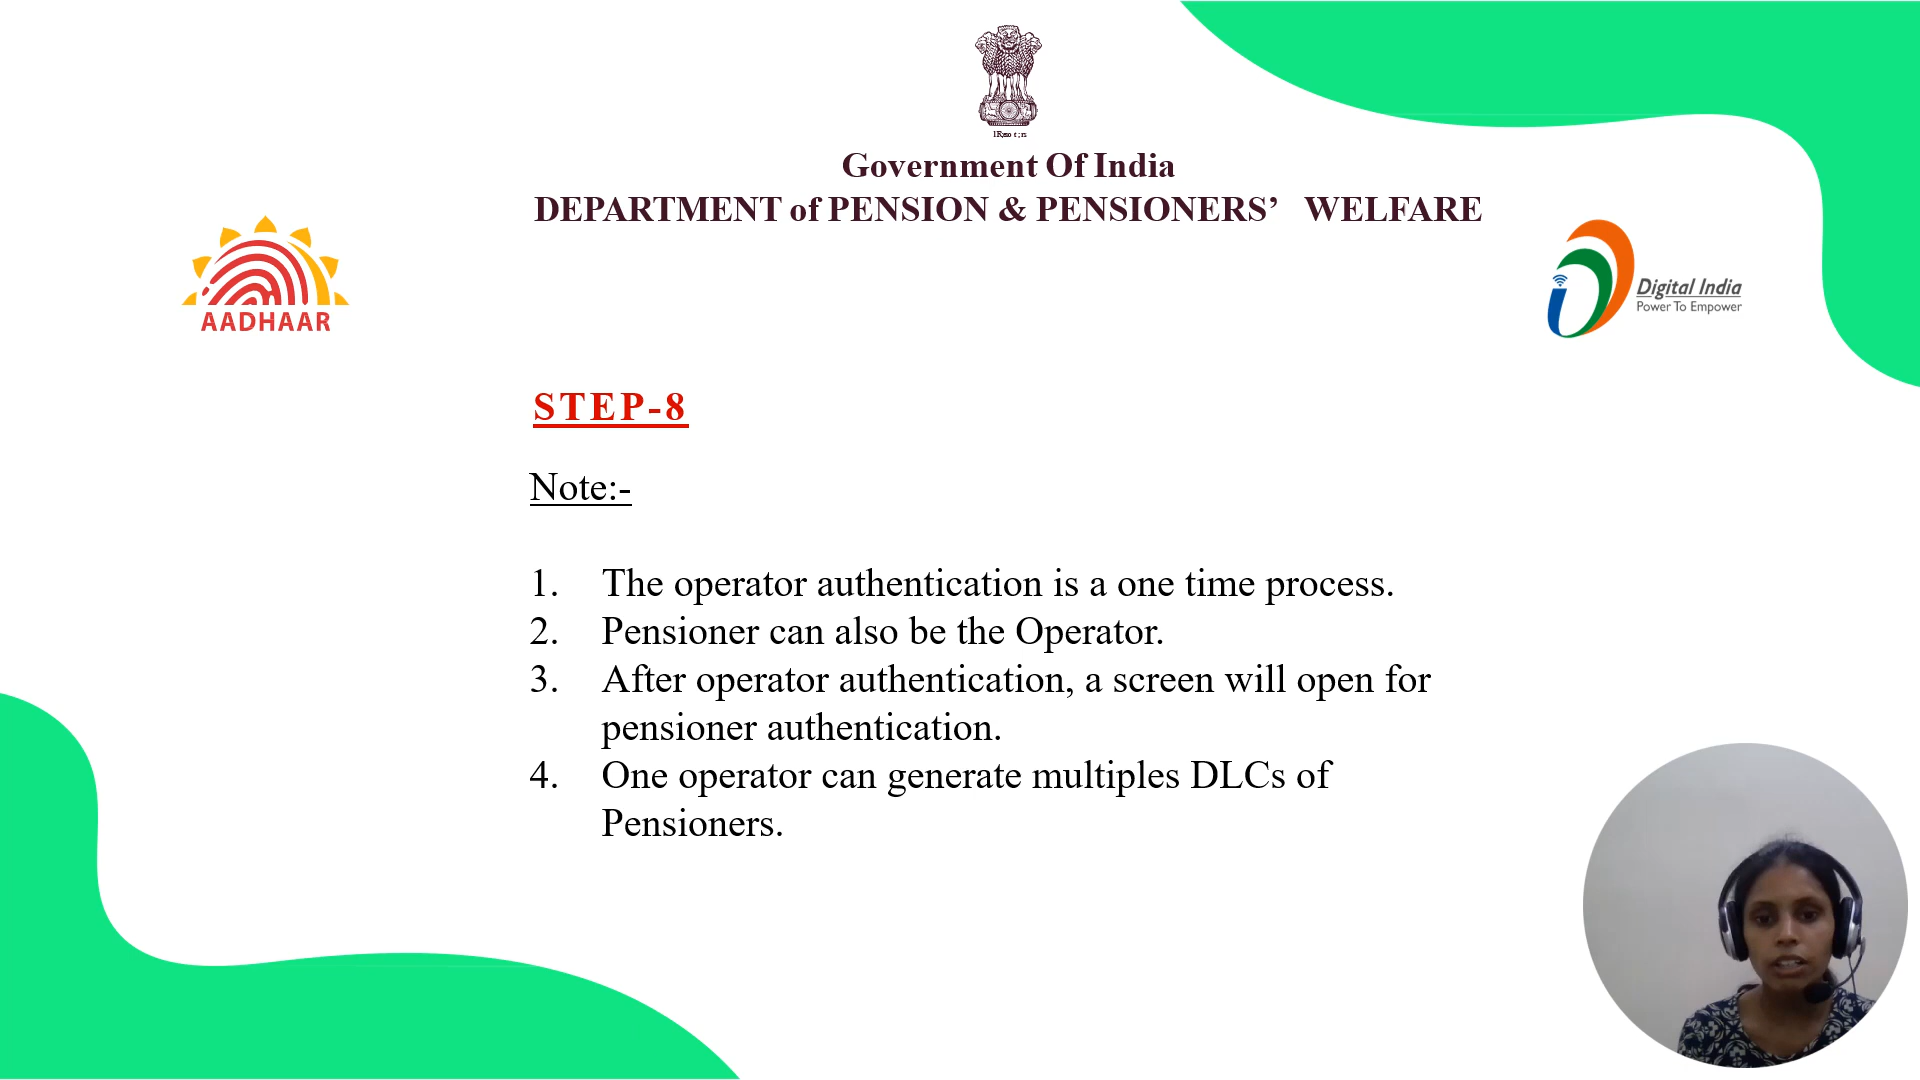 Government Of India
DEPARTMENT of PENSION & PENSIONERS’ WELFARE
AADHAAR
Digital India
Power To Empower
STEP-8
Note:-
1. The operator authentication is a one time process.
2. Pensioner can also be the Operator.
3. After operator authentication, a screen will open for
pensioner authentication.
4. One operator can generate multiples DLCs of
Pensioners.